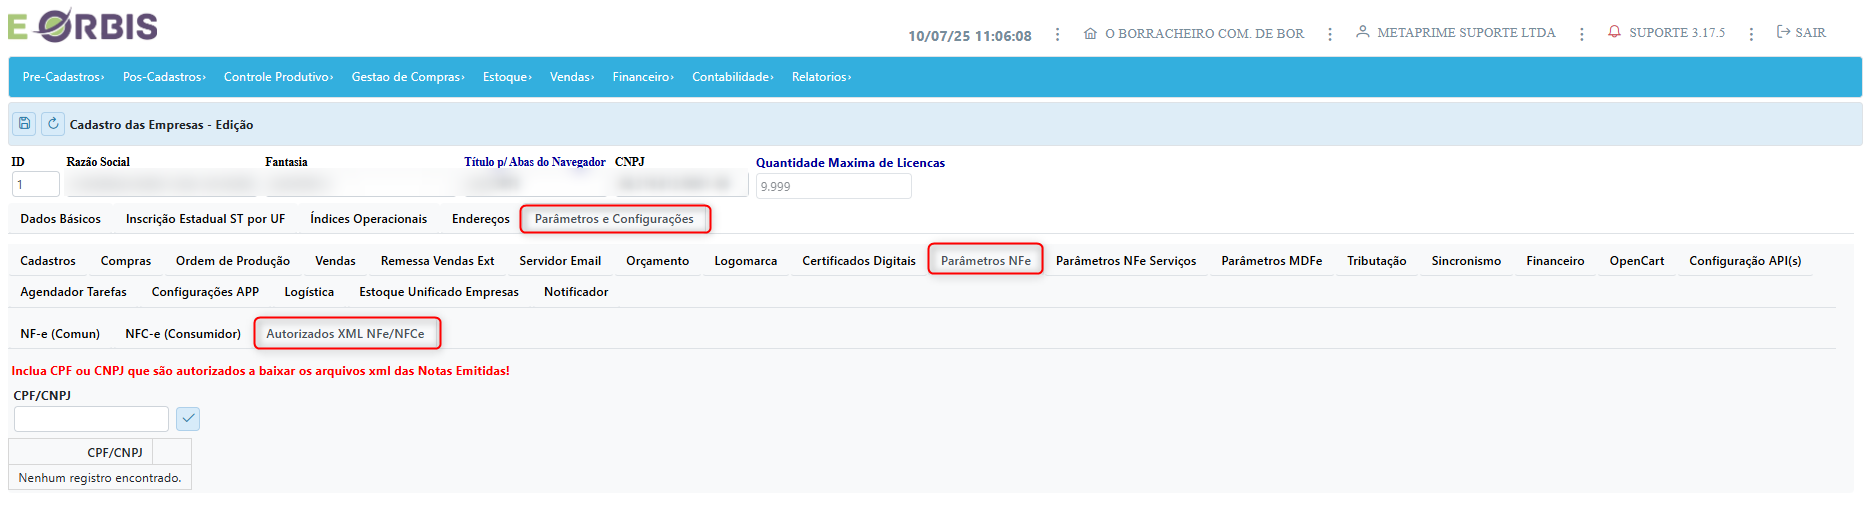 E ORBIS
10/07/25 11:06:08 O BORRACHEIRO COM. DE BOR METAPRIME SUPORTE LTDA SUPORTE 3.17.5 SAIR
Pre-Cadastros› Pos-Cadastros› Controle Produtivo› Gestao de Compras› Estoque› Vendas› Financeiro› Contabilidade› Relatorios›
Cadastro das Empresas - Edição
ID Razão Social Fantasia Título p/ Abas do Navegador CNPJ Quantidade Maxima de Licencas
1 9.999
Dados Básicos Inscrição Estadual ST por UF Índices Operacionais Endereços Parâmetros e Configurações
Cadastros Compras Ordem de Produção Vendas Remessa Vendas Ext Servidor Email Orçamento Logomarca Certificados Digitais Parâmetros NFe Parâmetros NFe Serviços Parâmetros MDFe Tributação Sincronismo Financeiro OpenCart Configuração API(s)
Agendador Tarefas Configurações APP Logística Estoque Unificado Empresas Notificador
NF-e (Comun) NFC-e (Consumidor) Autorizados XML NFe/NFCe
Inclua CPF ou CNPJ que são autorizados a baixar os arquivos xml das Notas Emitidas!
CPF/CNPJ
CPF/CNPJ
Nenhum registro encontrado.